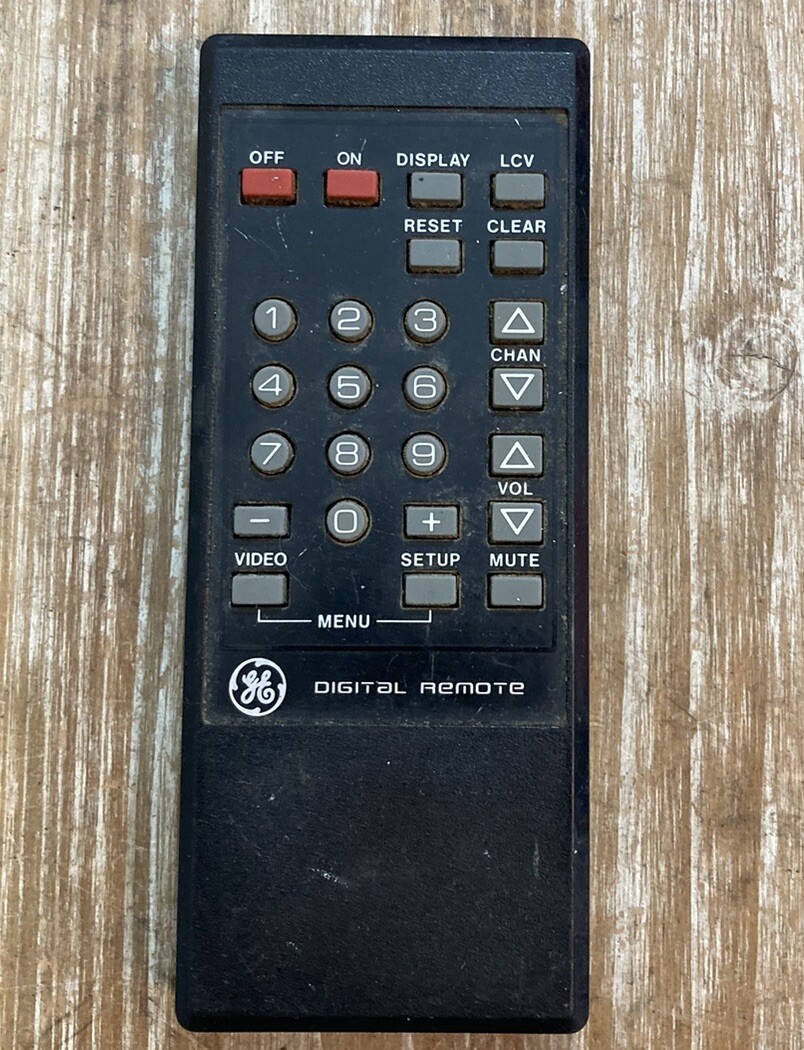 OFF ON DISPLAY LCV
RESET CLEAR
1 2 3
CHAN
4 5 6
7 8 9
VOL
− 0 +
VIDEO SETUP MUTE
MENU
GE DIGITAL REMOTE